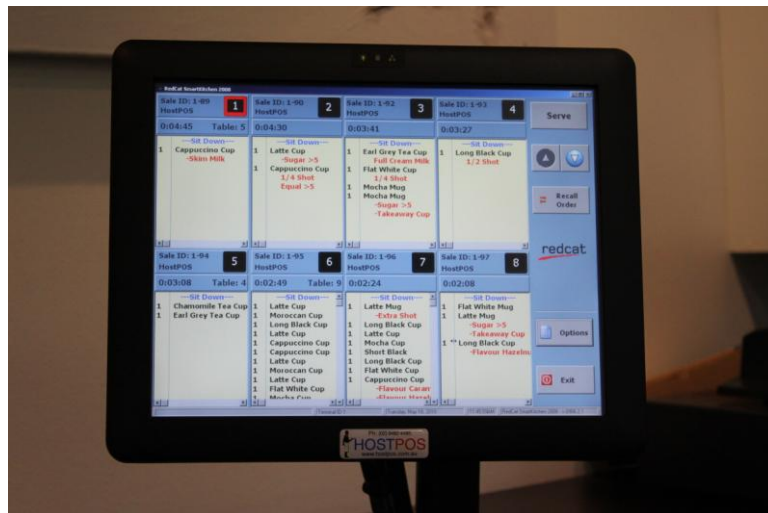 RedCat SmartKitchen 2008
Sale ID: 1-89
HostPOS
1
0:04:45 Table: 5
---Sit Down---
1 Cappuccino Cup
-Skim Milk
Sale ID: 1-90
HostPOS
2
0:04:30
---Sit Down---
1 Latte Cup
-Sugar >5
1 Cappuccino Cup
1/4 Shot
Equal >5
Sale ID: 1-92
HostPOS
3
0:03:41
---Sit Down---
1 Earl Grey Tea Cup
Full Cream Milk
1 Flat White Cup
1/4 Shot
1 Mocha Mug
1 Mocha Mug
-Sugar >5
-Takeaway Cup
Sale ID: 1-93
HostPOS
4
0:03:27
---Sit Down---
1 Long Black Cup
1/2 Shot
Serve
Recall
Order
redcat
Options
Exit
Sale ID: 1-94
HostPOS
5
0:03:08 Table: 4
---Sit Down---
1 Chamomile Tea Cup
1 Earl Grey Tea Cup
Sale ID: 1-95
HostPOS
6
0:02:49 Table: 9
---Sit Down---
1 Latte Cup
1 Moroccan Cup
1 Long Black Cup
1 Latte Cup
1 Cappuccino Cup
1 Cappuccino Cup
1 Latte Cup
1 Moroccan Cup
1 Latte Cup
1 Flat White Cup
1 Mocha Cup
Sale ID: 1-96
HostPOS
7
0:02:24
---Sit Down---
1 Latte Mug
-Extra Shot
1 Long Black Cup
1 Latte Cup
1 Mocha Cup
1 Short Black
1 Long Black Cup
1 Flat White Cup
1 Cappuccino Cup
-Flavour Caram
-Flavour Hazeln
Sale ID: 1-97
HostPOS
8
0:02:08
---Sit Down---
Flat White Mug
1 Latte Mug
-Sugar >5
-Takeaway Cup
1 ** Long Black Cup
-Flavour Hazelnu
HOSTPOS
www.hostpos.com.au